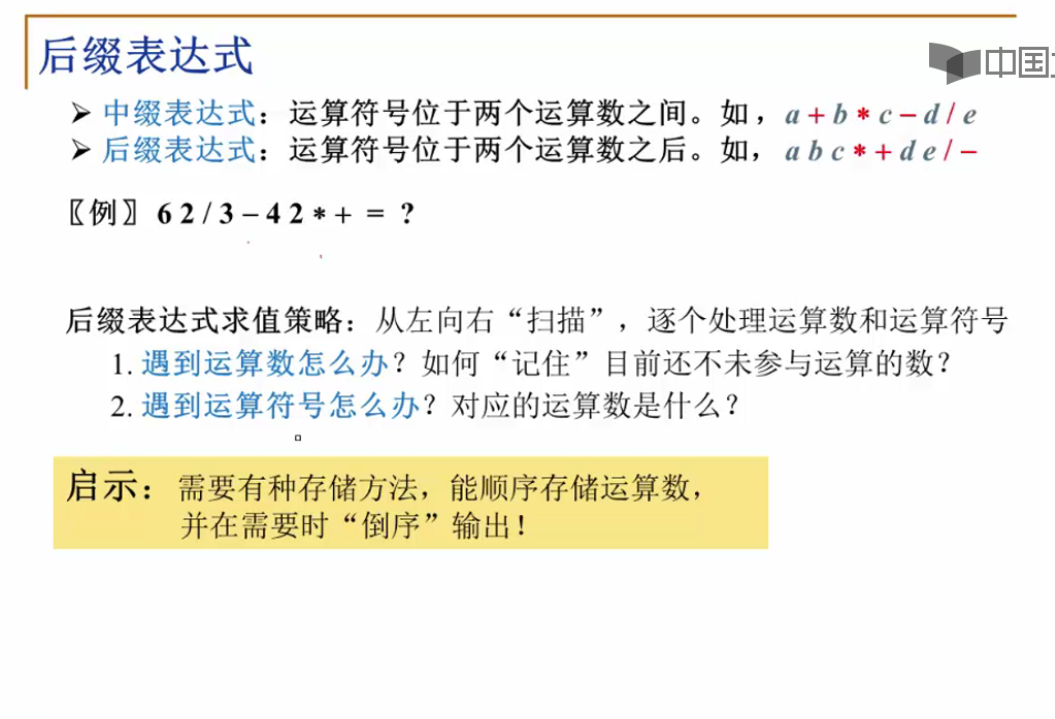 后缀表达式
中国
➢ 中缀表达式：运算符号位于两个运算数之间。如，a + b * c − d / e
➢ 后缀表达式：运算符号位于两个运算数之后。如，a b c * + d e / −
〖例〗 6 2 / 3 − 4 2 * + = ?
后缀表达式求值策略：从左向右“扫描”，逐个处理运算数和运算符号
1. 遇到运算数怎么办？如何“记住”目前还不未参与运算的数？
2. 遇到运算符号怎么办？对应的运算数是什么？
启示：需要有种存储方法，能顺序存储运算数，
并在需要时“倒序”输出！